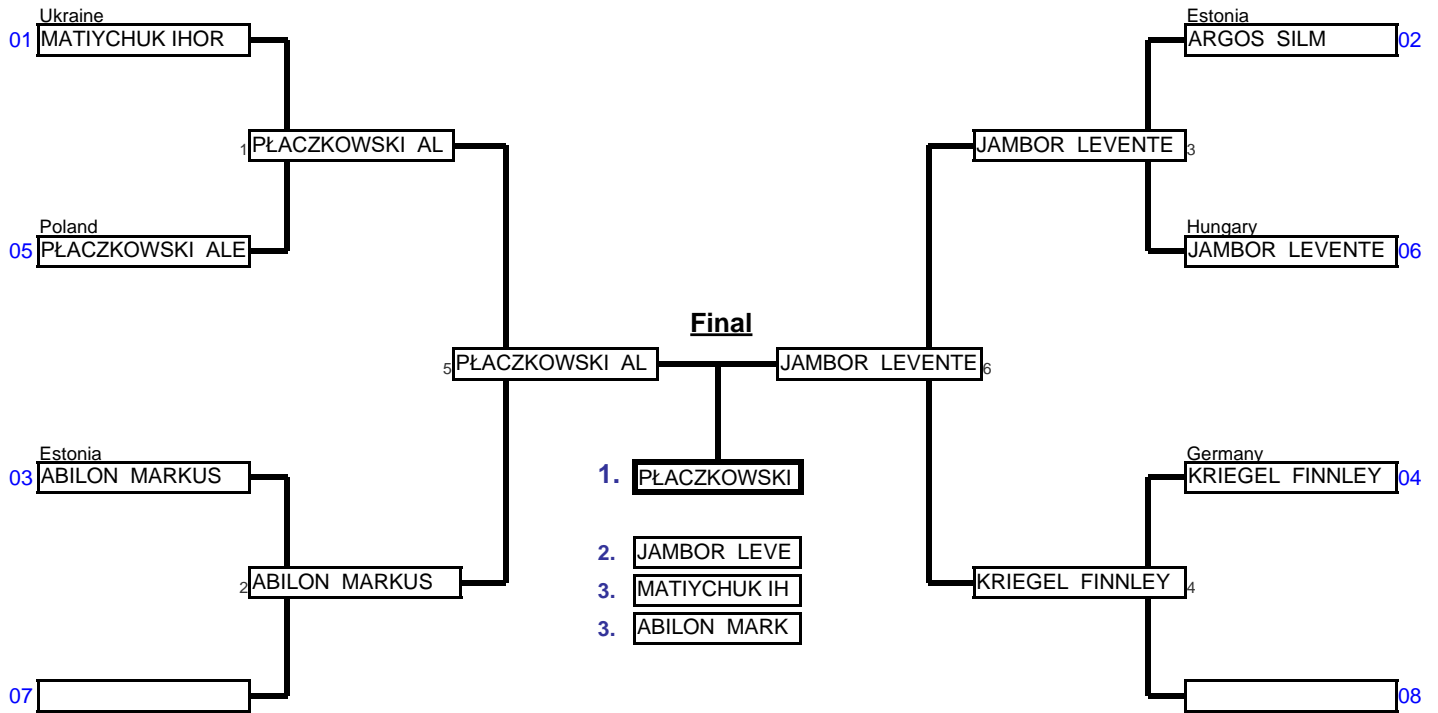 Ukraine
01 MATIYCHUK IHOR
Estonia
ARGOS SILM 02
1 PŁACZKOWSKI AL
JAMBOR LEVENTE 3
Poland
05 PŁACZKOWSKI ALE
Hungary
JAMBOR LEVENTE 06
Final
5 PŁACZKOWSKI AL
JAMBOR LEVENTE 6
Estonia
03 ABILON MARKUS
1. PŁACZKOWSKI
Germany
KRIEGEL FINNLEY 04
2. JAMBOR LEVE
3. MATIYCHUK IH
3. ABILON MARK
2 ABILON MARKUS
KRIEGEL FINNLEY 4
07
08